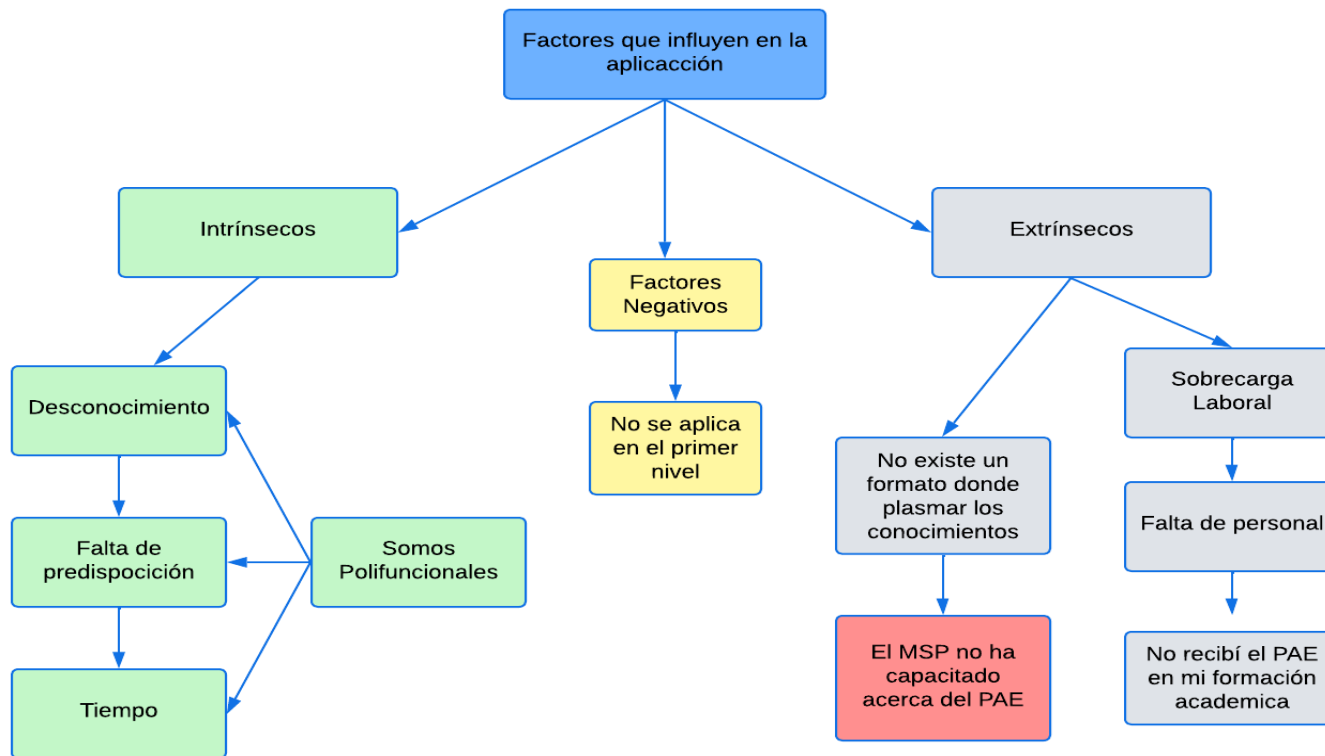 Factores que influyen en la
aplicacción
Intrínsecos
Extrínsecos
Factores
Negativos
Desconocimiento
Sobrecarga
Laboral
No se aplica
en el primer
nivel
No existe un
formato donde
plasmar los
conocimientos
Falta de personal
Falta de
predispocición
Somos
Polifuncionales
El MSP no ha
capacitado
acerca del PAE
No recibí el PAE
en mi formación
academica
Tiempo